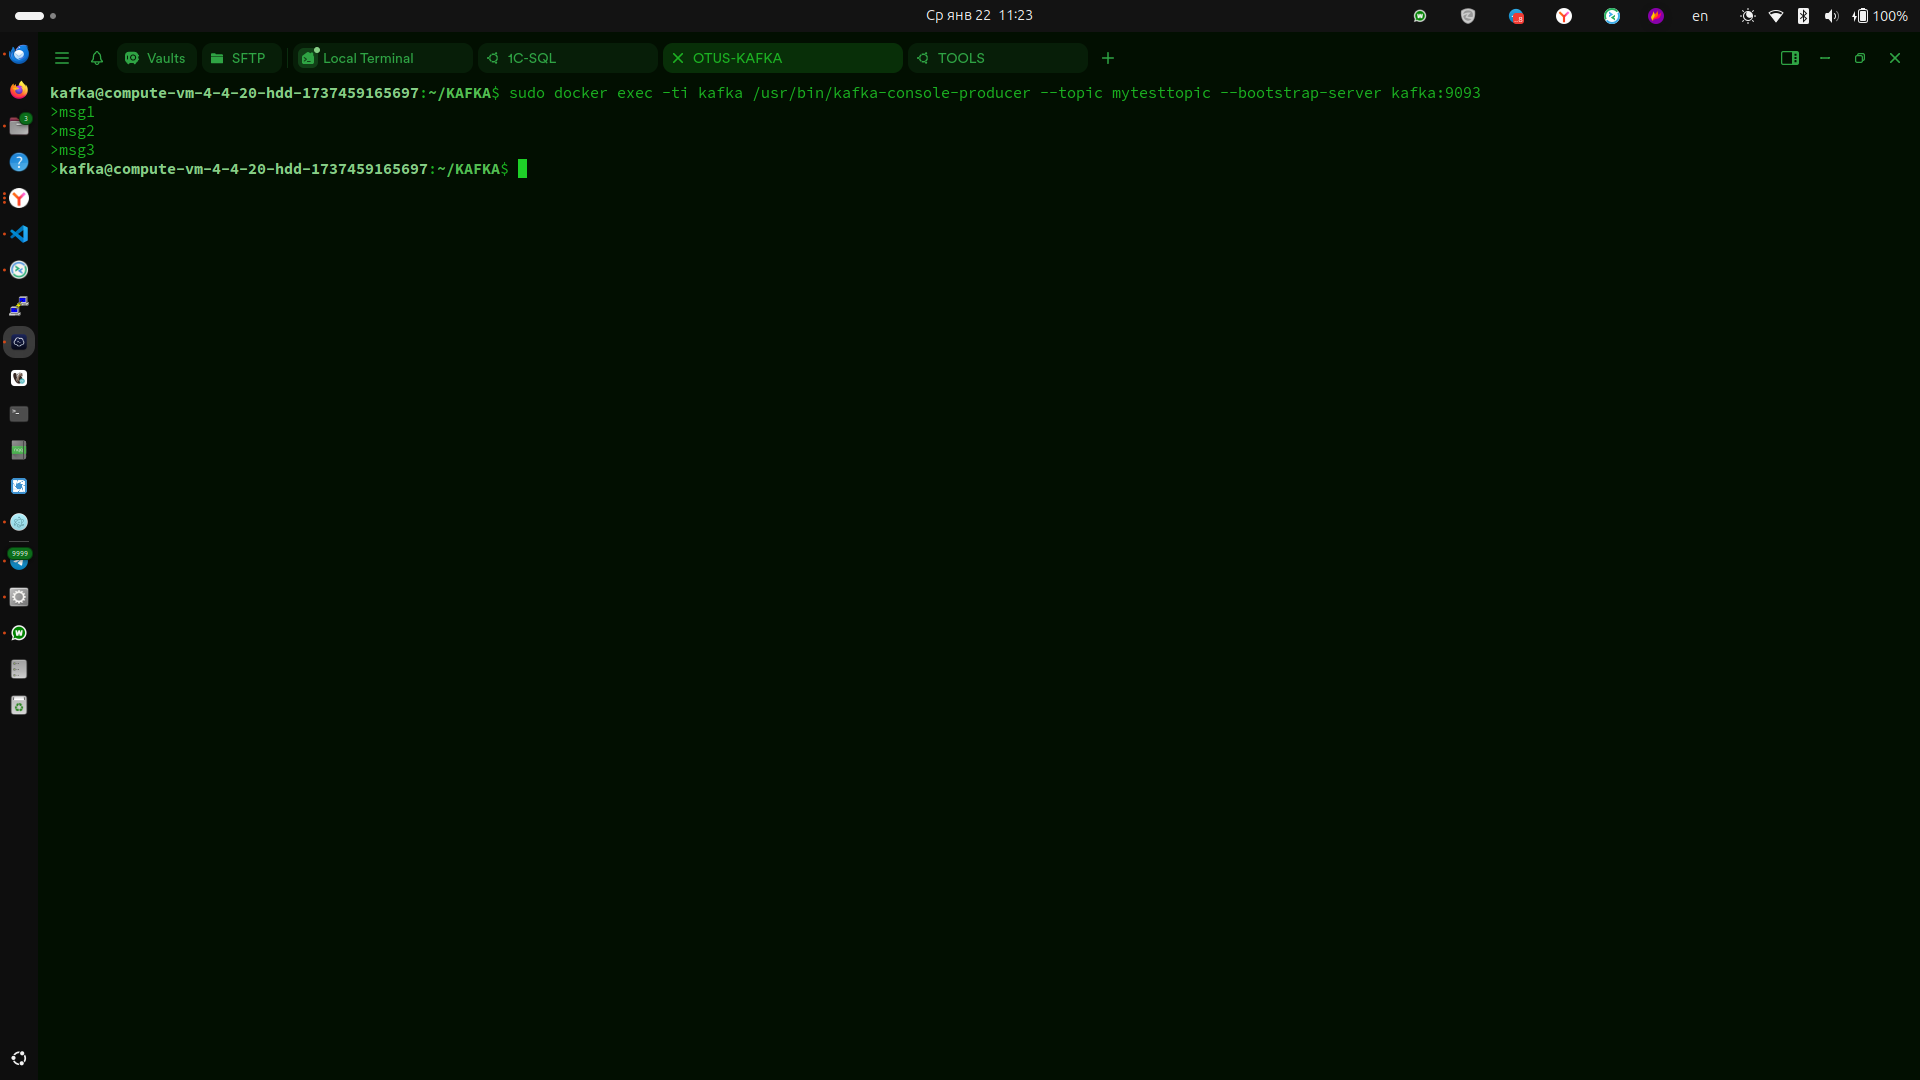 Ср янв 22 11:23
en
100%
Vaults
SFTP
Local Terminal
1C-SQL
OTUS-KAFKA
TOOLS
kafka@compute-vm-4-4-20-hdd-1737459165697:~/KAFKA$ sudo docker exec -ti kafka /usr/bin/kafka-console-producer --topic mytesttopic --bootstrap-server kafka:9093
>msg1
>msg2
>msg3
>kafka@compute-vm-4-4-20-hdd-1737459165697:~/KAFKA$
3
9999